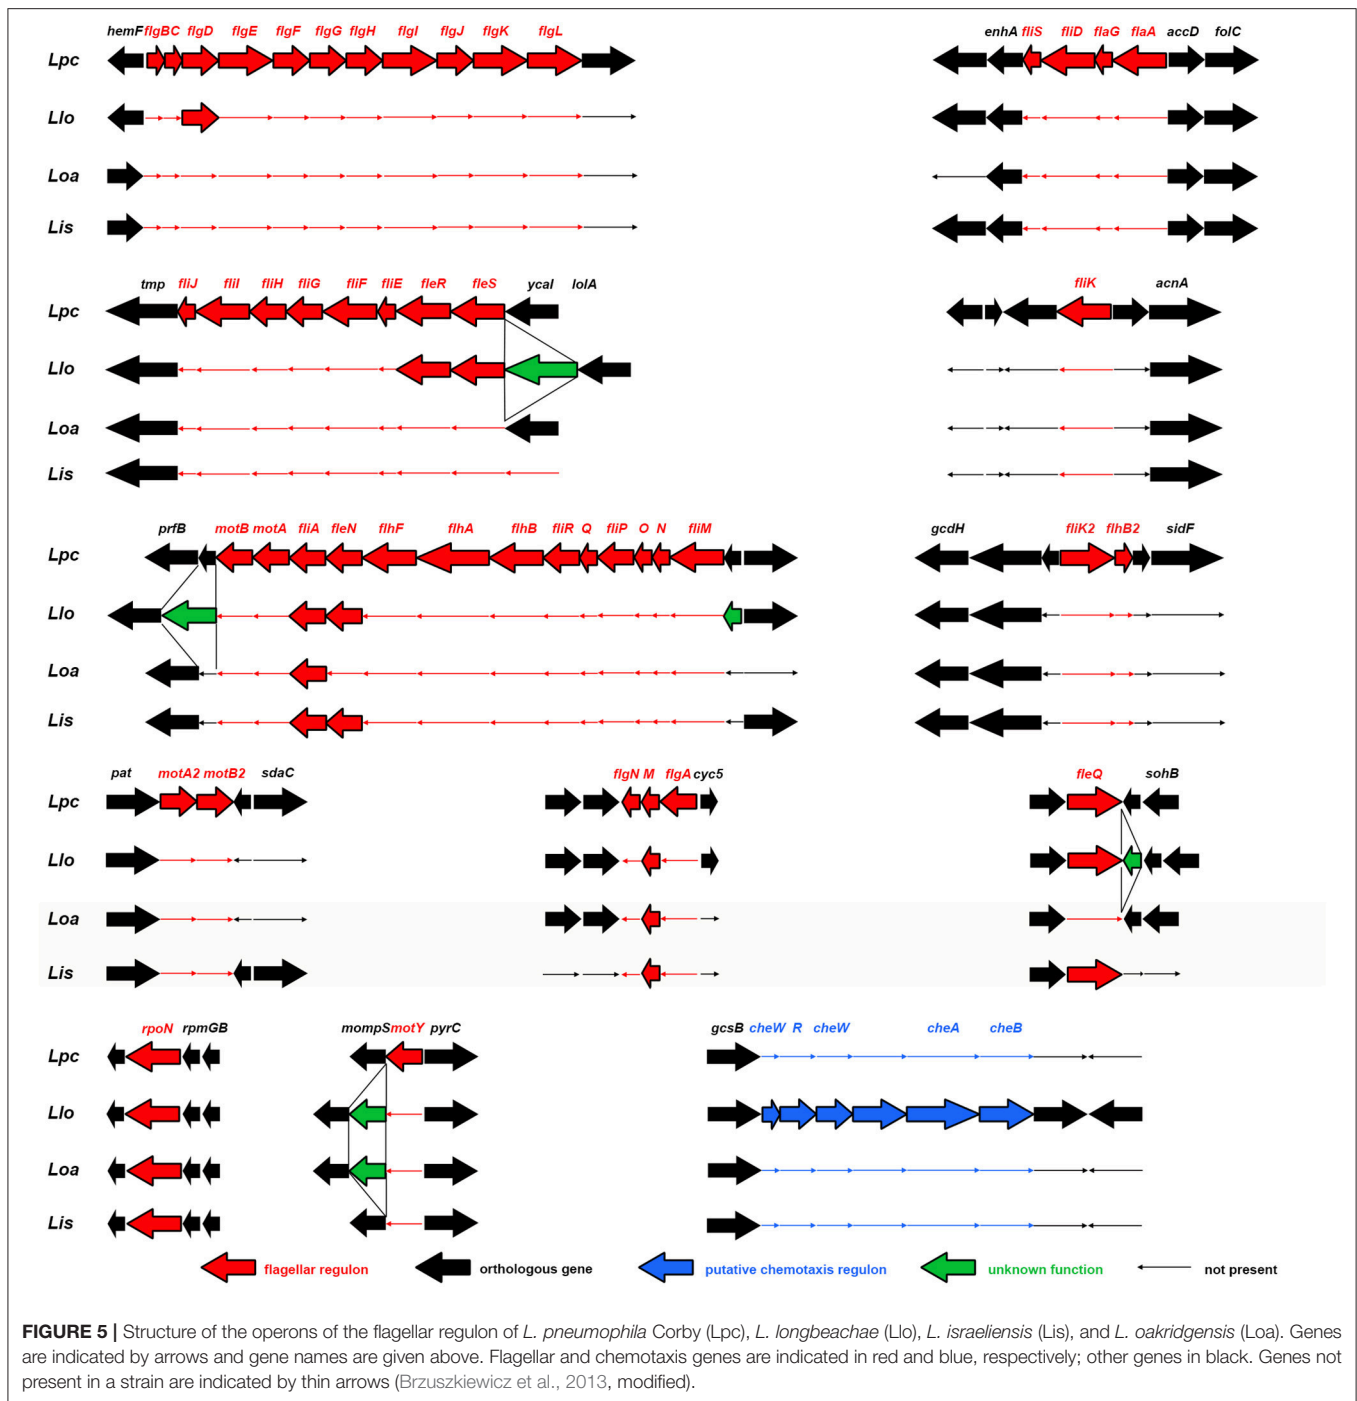 hemF flgBC flgD flgE flgF flgG flgH flgI flgJ flgK flgL
enhA fliS fliD flaG flaA accD folC
Lpc
Llo
Loa
Lis
tmp fliJ fliI fliH fliG fliF fliE fleR fleS ycaI lolA
fliK acnA
Lpc
Llo
Loa
Lis
prfB motB motA fliA fleN flhF flhA flhB fliR Q fliP O N fliM
gcdH fliK2 flhB2 sidF
Lpc
Llo
Loa
Lis
pat motA2 motB2 sdaC
flgN M flgA cyc5
fleQ sohB
Lpc
Llo
Loa
Lis
rpoN rpmGB
mompS motY pyrC
gcsB cheW R cheW cheA cheB
Lpc
Llo
Loa
Lis
flagellar regulon orthologous gene putative chemotaxis regulon unknown function not present
FIGURE 5 | Structure of the operons of the flagellar regulon of L. pneumophila Corby (Lpc), L. longbeachae (Llo), L. israeliensis (Lis), and L. oakridgensis (Loa). Genes
are indicated by arrows and gene names are given above. Flagellar and chemotaxis genes are indicated in red and blue, respectively; other genes in black. Genes not
present in a strain are indicated by thin arrows (Brzuszkiewicz et al., 2013, modified).